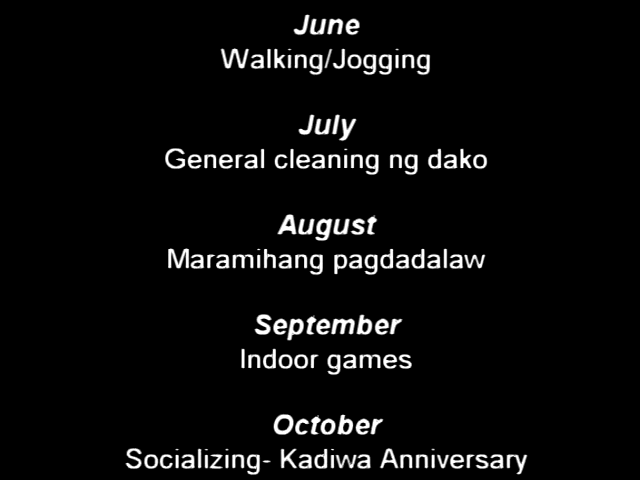 June
Walking/Jogging
July
General cleaning ng dako
August
Maramihang pagdadalaw
September
Indoor games
October
Socializing- Kadiwa Anniversary